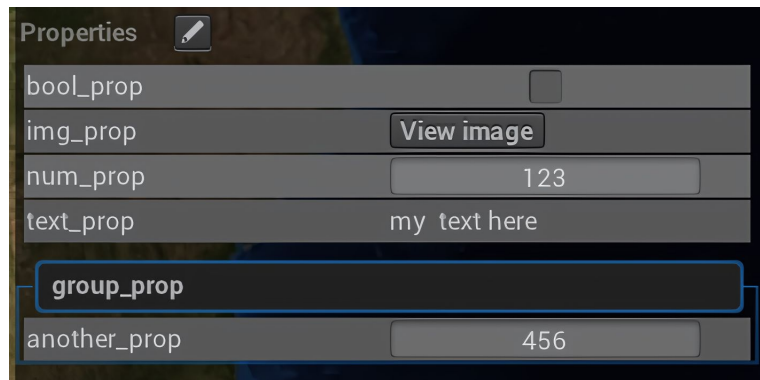 Properties
bool_prop
img_prop View image
num_prop 123
text_prop my text here
group_prop
another_prop 456